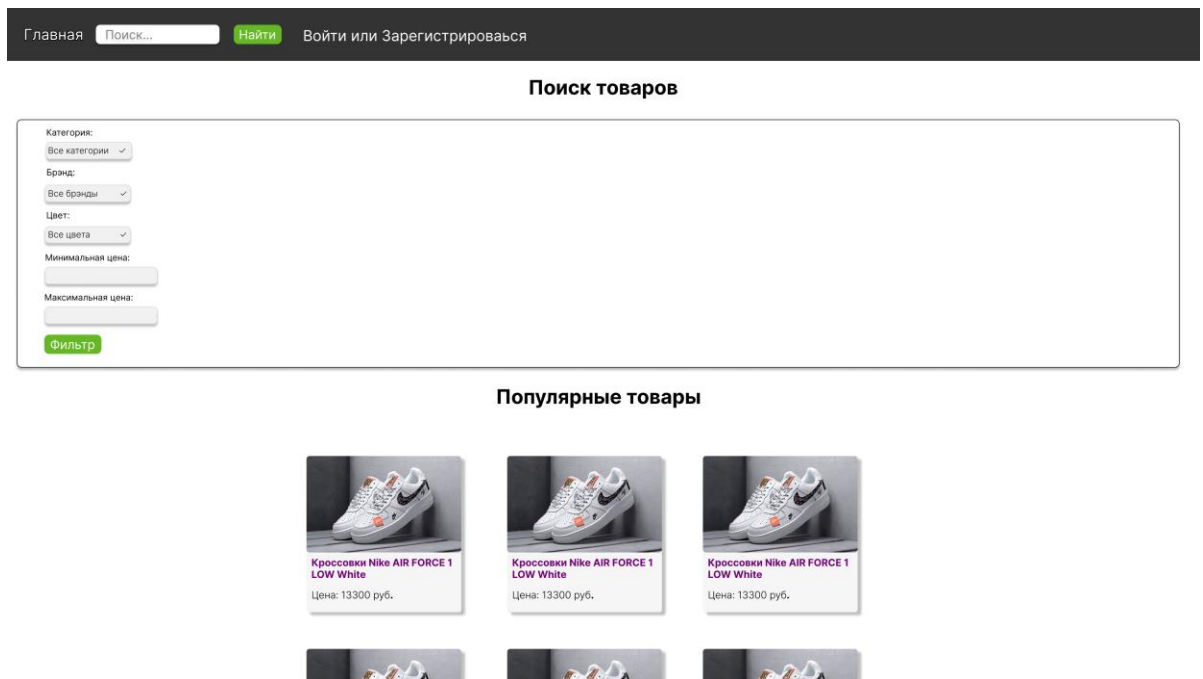 Главная Поиск... Найти Войти или Зарегистрироваься
Поиск товаров
Категория:
Все категории
Брэнд:
Все брэнды
Цвет:
Все цвета
Минимальная цена:
Максимальная цена:
Фильтр
Популярные товары
Кроссовки Nike AIR FORCE 1
LOW White
Цена: 13300 руб.
Кроссовки Nike AIR FORCE 1
LOW White
Цена: 13300 руб.
Кроссовки Nike AIR FORCE 1
LOW White
Цена: 13300 руб.